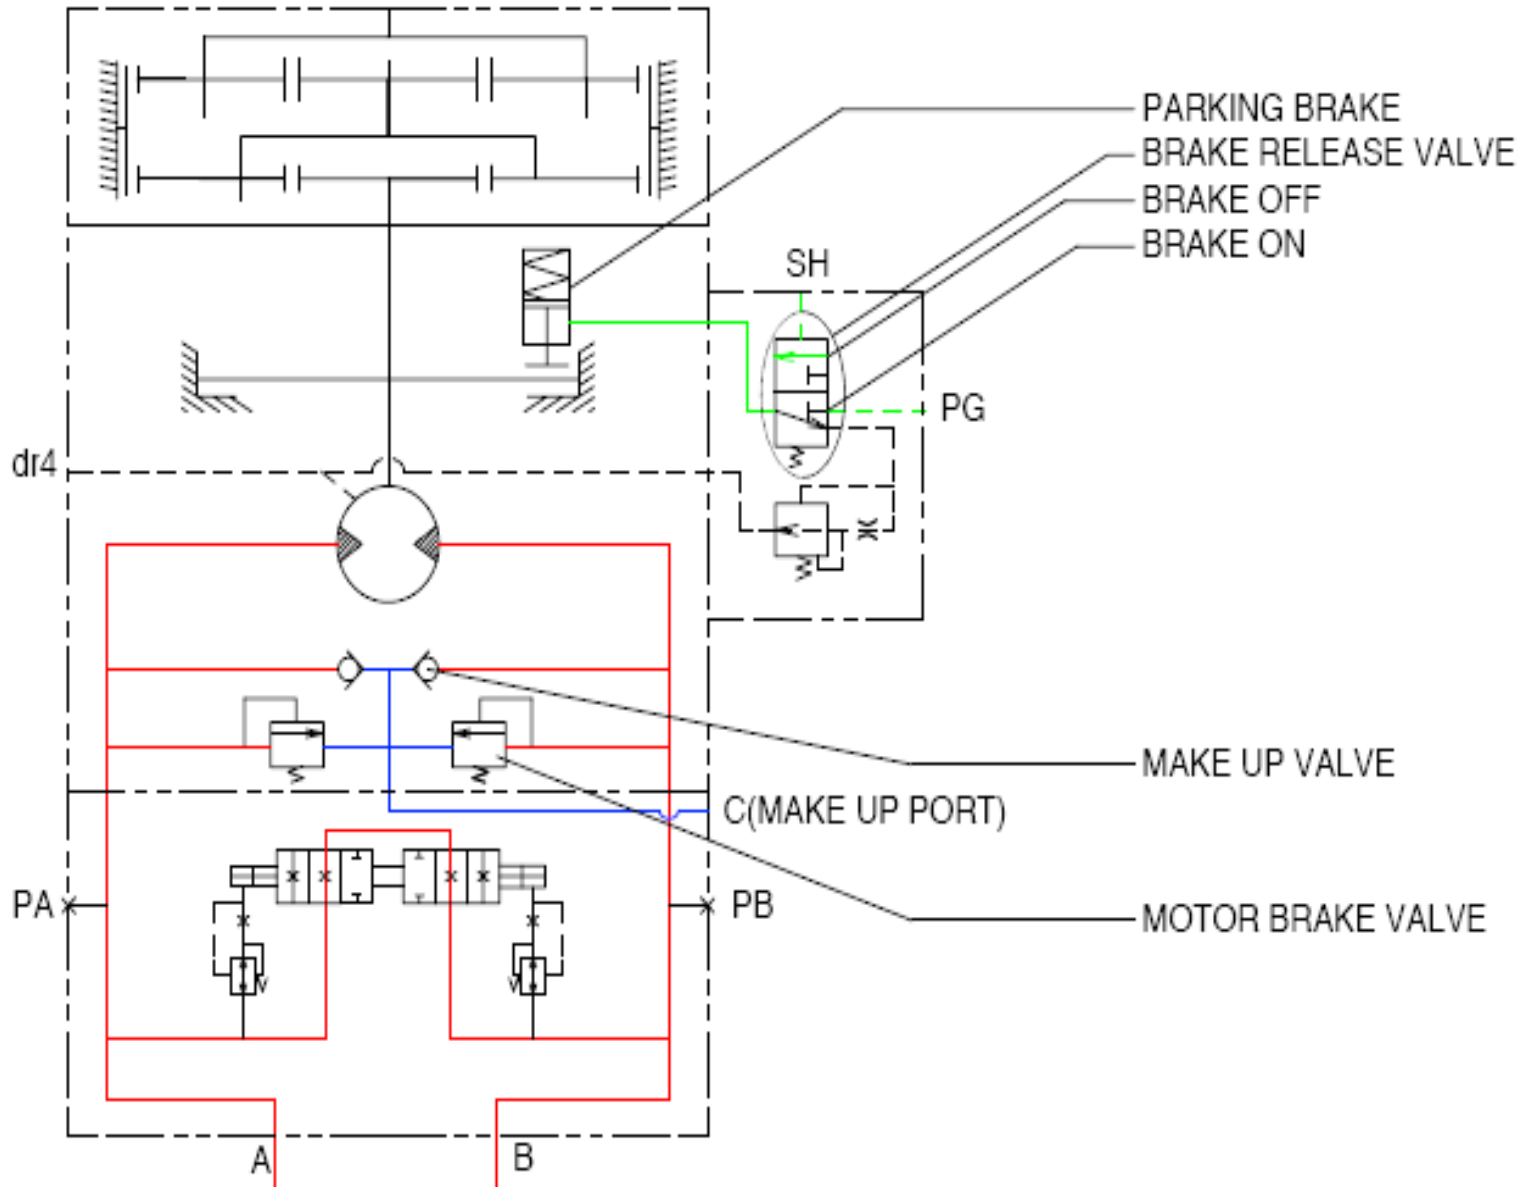 PARKING BRAKE
BRAKE RELEASE VALVE
BRAKE OFF
BRAKE ON
SH
PG
dr4
MAKE UP VALVE
C(MAKE UP PORT)
PA
PB
MOTOR BRAKE VALVE
A
B